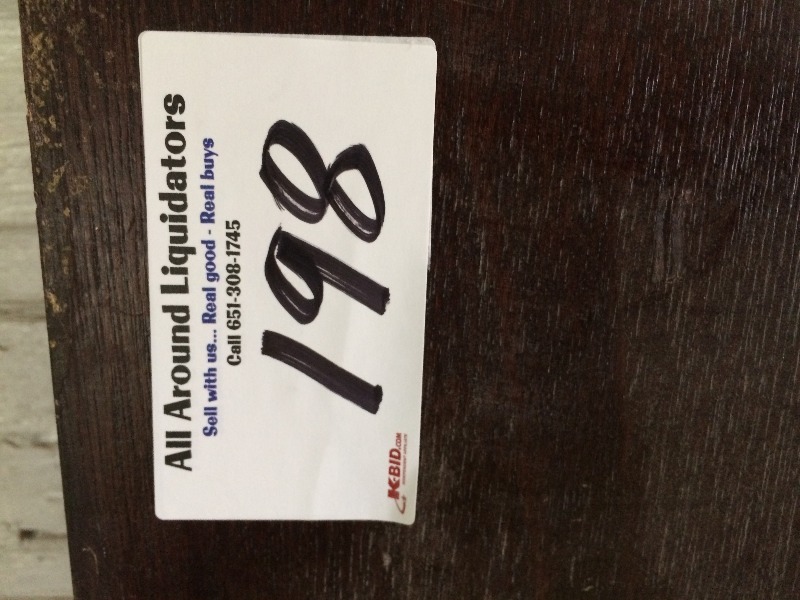 All Around Liquidators
Sell with us... Real good - Real buys
Call 651-308-1745
198
K-BID.COM